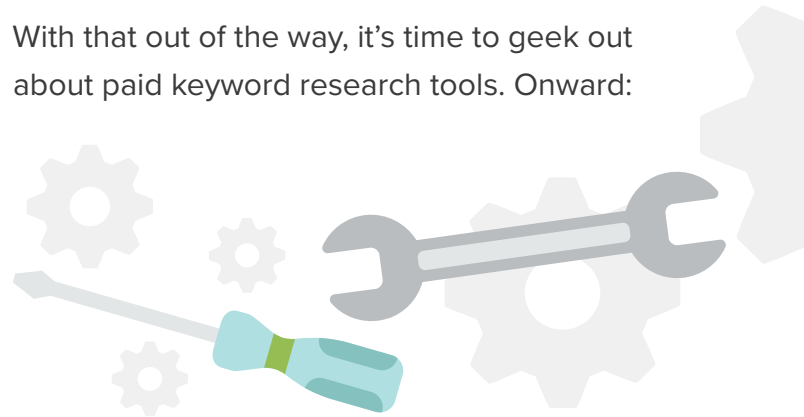 With that out of the way, it’s time to geek out
about paid keyword research tools. Onward: